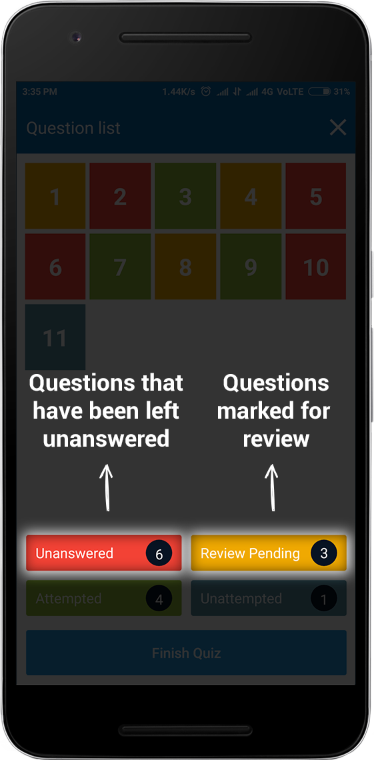 3:35 PM 1.44K/s 4G VoLTE 31%
Question list
1 2 3 4 5
6 7 8 9 10
11
Questions that
have been left
unanswered
Questions
marked for
review
Unanswered 6
Review Pending 3
Attempted 4
Unattempted 1
Finish Quiz